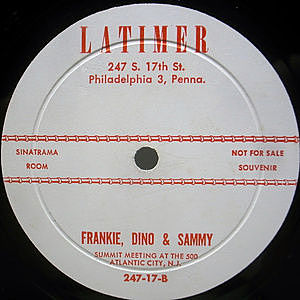 LATIMER
247 S. 17th St.
Philadelphia 3, Penna.
SINATRAMA
ROOM
NOT FOR SALE
SOUVENIR
FRANKIE, DINO & SAMMY
SUMMIT MEETING AT THE 500
ATLANTIC CITY, N.J.
247-17-B